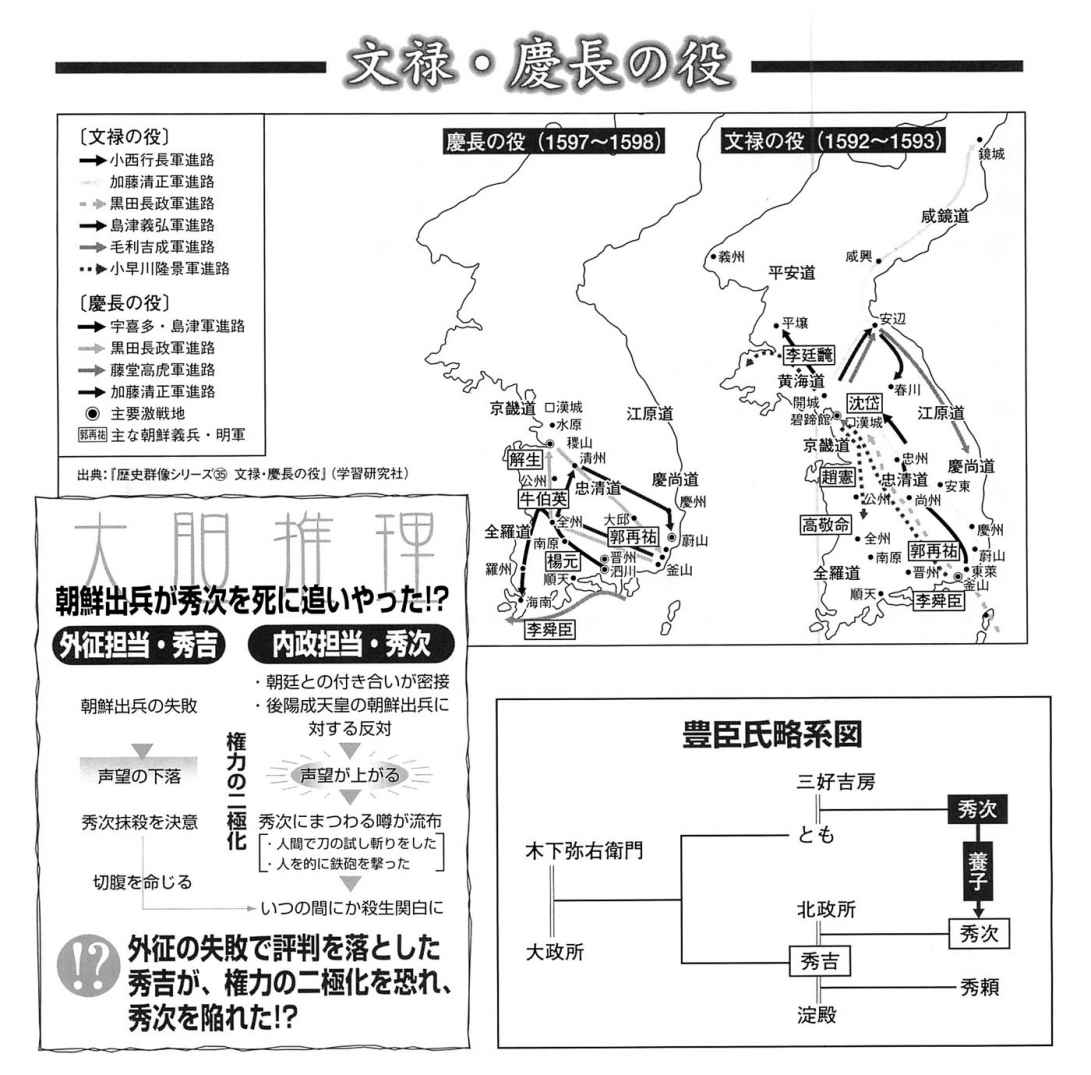 文禄・慶長の役
〔文禄の役〕
小西行長軍進路
加藤清正軍進路
黒田長政軍進路
島津義弘軍進路
毛利吉成軍進路
小早川隆景軍進路
〔慶長の役〕
宇喜多・島津軍進路
黒田長政軍進路
藤堂高虎軍進路
加藤清正軍進路
主要激戦地
郭再祐 主な朝鮮義兵・明軍
出典：『歴史群像シリーズ㉟ 文禄・慶長の役』（学習研究社）
慶長の役（1597～1598）
京畿道
漢城
水原
江原道
稷山
解生
清州
公州
忠清道
慶尚道
牛伯英
慶州
大邱
全羅道
全州
郭再祐
蔚山
南原
楊元
晋州
釜山
羅州
泗川
順天
海南
李舜臣
文禄の役（1592～1593）
鏡城
咸鏡道
義州
咸興
平安道
平壌
安辺
李廷馣
黄海道
春川
開城
沈岱
碧蹄館
漢城
江原道
京畿道
忠州
慶尚道
趙憲
忠清道
安東
公州
尚州
高敬命
慶州
全州
郭再祐
蔚山
南原
全羅道
晋州
東萊
釜山
順天
李舜臣
大胆推理
朝鮮出兵が秀次を死に追いやった!?
外征担当・秀吉
朝鮮出兵の失敗
声望の下落
秀次抹殺を決意
切腹を命じる
権力の二極化
内政担当・秀次
・朝廷との付き合いが密接
・後陽成天皇の朝鮮出兵に
対する反対
声望が上がる
秀次にまつわる噂が流布
・人間で刀の試し斬りをした
・人を的に鉄砲を撃った
いつの間にか殺生関白に
!?
外征の失敗で評判を落とした
秀吉が、権力の二極化を恐れ、
秀次を陥れた!?
豊臣氏略系図
三好吉房
秀次
とも
木下弥右衛門
養子
北政所
秀次
大政所
秀吉
秀頼
淀殿